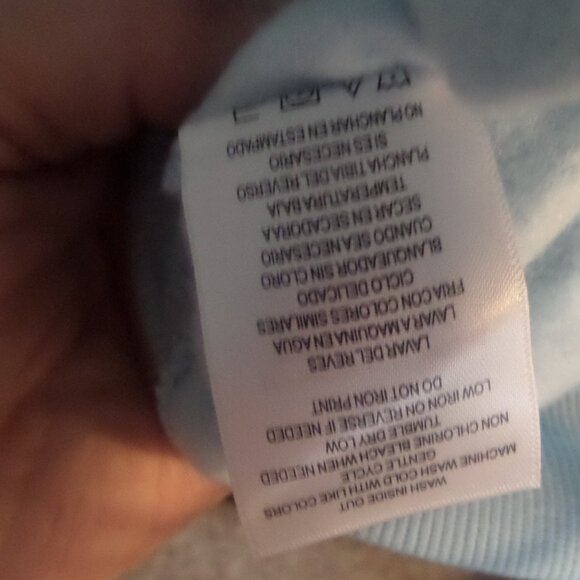 WASH INSIDE OUT
MACHINE WASH COLD WITH LIKE COLORS
GENTLE CYCLE
NON CHLORINE BLEACH WHEN NEEDED
TUMBLE DRY LOW
LOW IRON ON REVERSE IF NEEDED
DO NOT IRON PRINT
LAVAR DEL REVES
LAVAR A MAQUINA EN AGUA
FRIA CON COLORES SIMILARES
CICLO DELICADO
BLANQUEADOR SIN CLORO
CUANDO SEA NECESARIO
SECAR EN SECADORA A
TEMPERATURA BAJA
PLANCHA TIBIA DEL REVERSO
SI ES NECESARIO
NO PLANCHAR EN ESTAMPADO